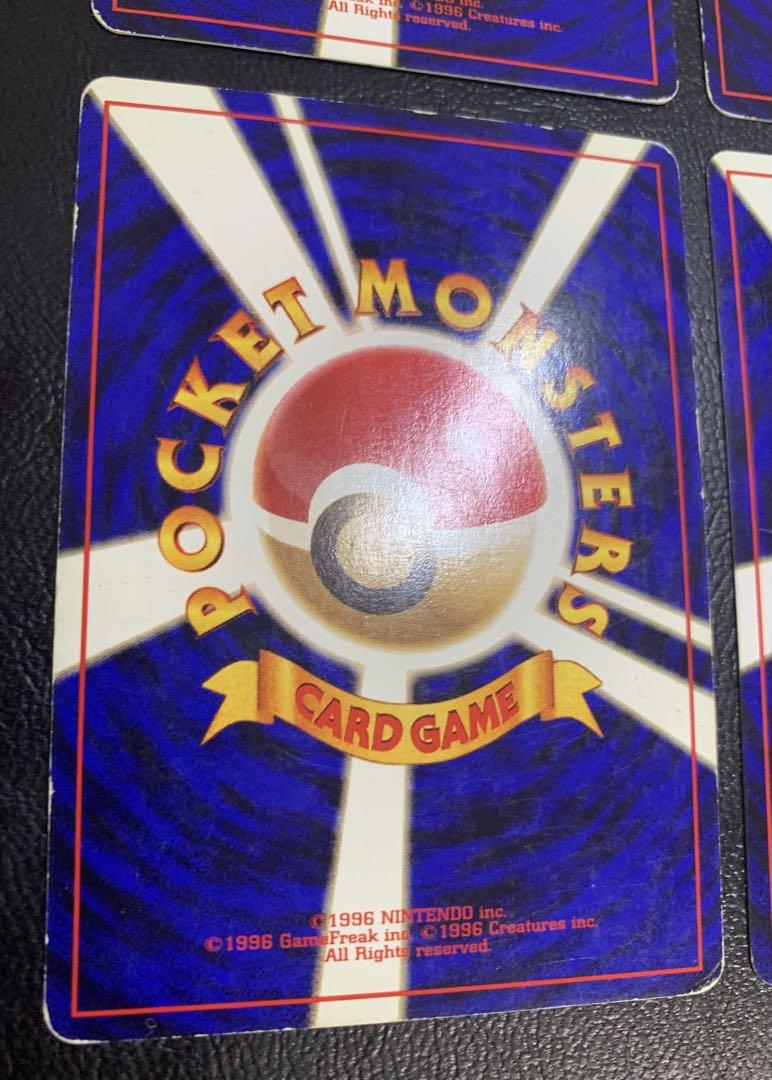 ©1996 Creatures inc.
All Rights reserved.
POCKET MONSTERS
CARD GAME
©1996 NINTENDO inc.
©1996 GameFreak inc. ©1996 Creatures inc.
All Rights reserved.